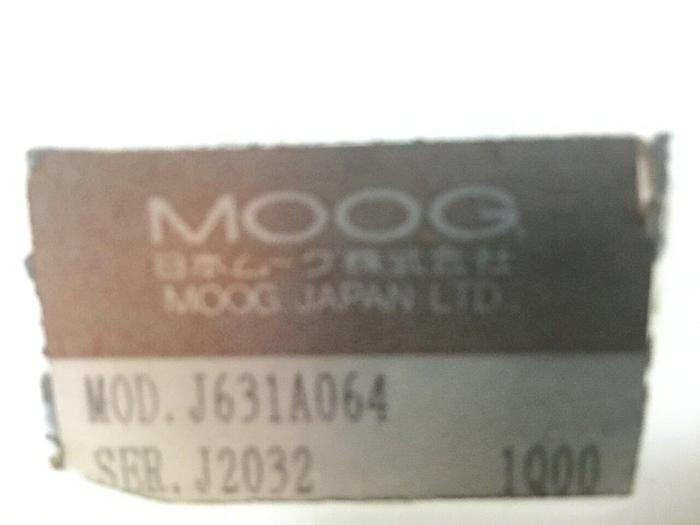 MOOG
日本ムーグ株式会社
MOOG JAPAN LTD.
MOD. J631A064
SER. J2032 1Q00